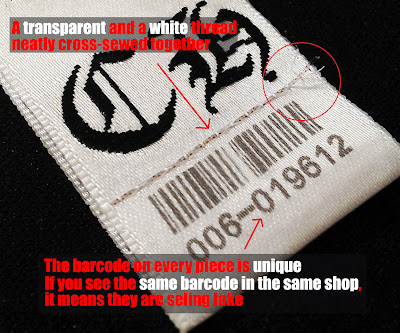 A transparent and a white thread
neatly cross-sewed together
006-019612
The barcode on every piece is unique
If you see the same barcode in the same shop,
it means they are seling fake